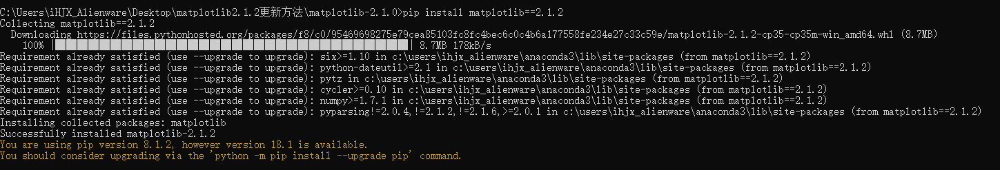 C:\Users\iHJX_Alienware\Desktop\matplotlib2.1.2更新方法\matplotlib-2.1.0>pip install matplotlib==2.1.2
Collecting matplotlib==2.1.2
  Downloading https://files.pythonhosted.org/packages/f8/c0/95469698275e79cea85103fc8fc4bec6c0c4b6a177558fe234e27c33c59e/matplotlib-2.1.2-cp35-cp35m-win_amd64.whl (8.7MB)
    100% |████████████████████████████████| 8.7MB 178kB/s
Requirement already satisfied (use --upgrade to upgrade): six>=1.10 in c:\users\ihjx_alienware\anaconda3\lib\site-packages (from matplotlib==2.1.2)
Requirement already satisfied (use --upgrade to upgrade): python-dateutil>=2.1 in c:\users\ihjx_alienware\anaconda3\lib\site-packages (from matplotlib==2.1.2)
Requirement already satisfied (use --upgrade to upgrade): pytz in c:\users\ihjx_alienware\anaconda3\lib\site-packages (from matplotlib==2.1.2)
Requirement already satisfied (use --upgrade to upgrade): cycler>=0.10 in c:\users\ihjx_alienware\anaconda3\lib\site-packages (from matplotlib==2.1.2)
Requirement already satisfied (use --upgrade to upgrade): numpy>=1.7.1 in c:\users\ihjx_alienware\anaconda3\lib\site-packages (from matplotlib==2.1.2)
Requirement already satisfied (use --upgrade to upgrade): pyparsing!=2.0.4,!=2.1.2,!=2.1.6,>=2.0.1 in c:\users\ihjx_alienware\anaconda3\lib\site-packages (from matplotlib==2.1.2)
Installing collected packages: matplotlib
Successfully installed matplotlib-2.1.2
You are using pip version 8.1.2, however version 18.1 is available.
You should consider upgrading via the 'python -m pip install --upgrade pip' command.